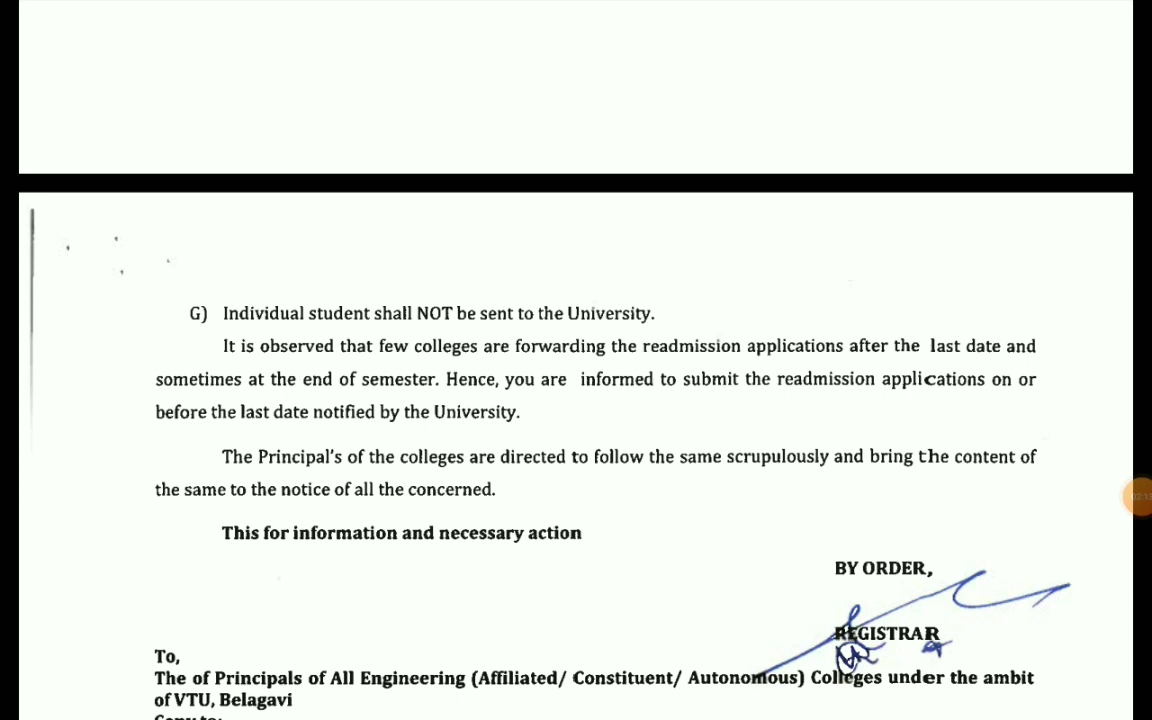 G) Individual student shall NOT be sent to the University.
It is observed that few colleges are forwarding the readmission applications after the last date and
sometimes at the end of semester. Hence, you are informed to submit the readmission applications on or
before the last date notified by the University.
The Principal's of the colleges are directed to follow the same scrupulously and bring the content of
the same to the notice of all the concerned.
This for information and necessary action
02:13
BY ORDER,
REGISTRAR
To,
The of Principals of All Engineering (Affiliated/ Constituent/ Autonomous) Colleges under the ambit
of VTU, Belagavi
Copy to: